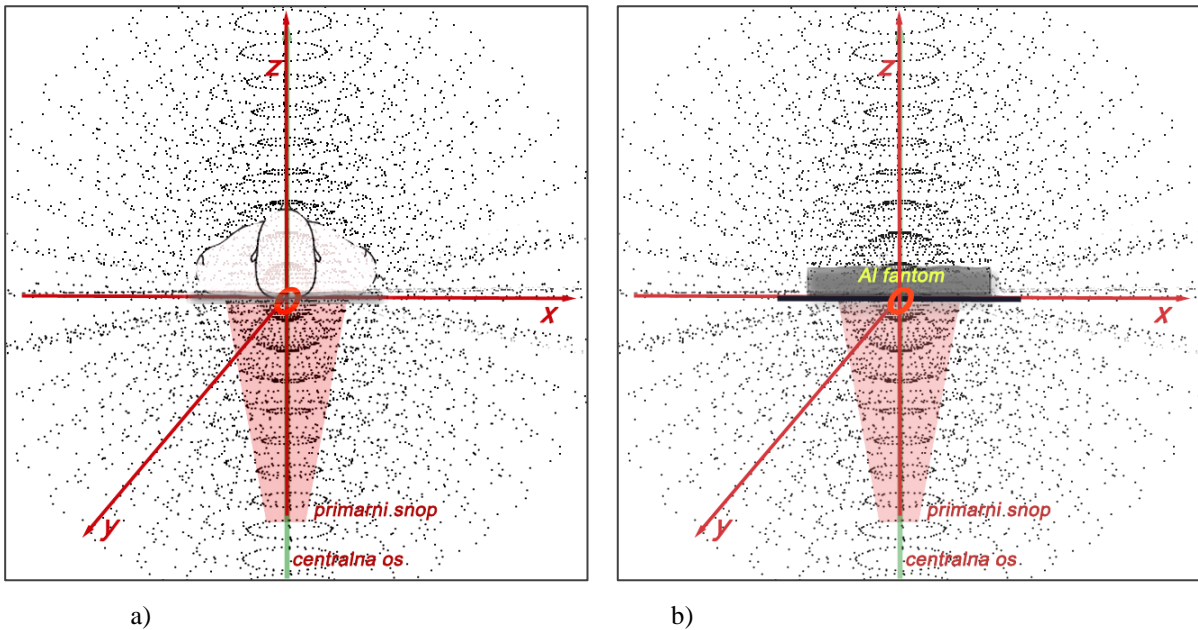 z
x
O
y
primarni snop
centralna os
z
Al fantom
x
O
y
primarni snop
centralna os
a)
b)